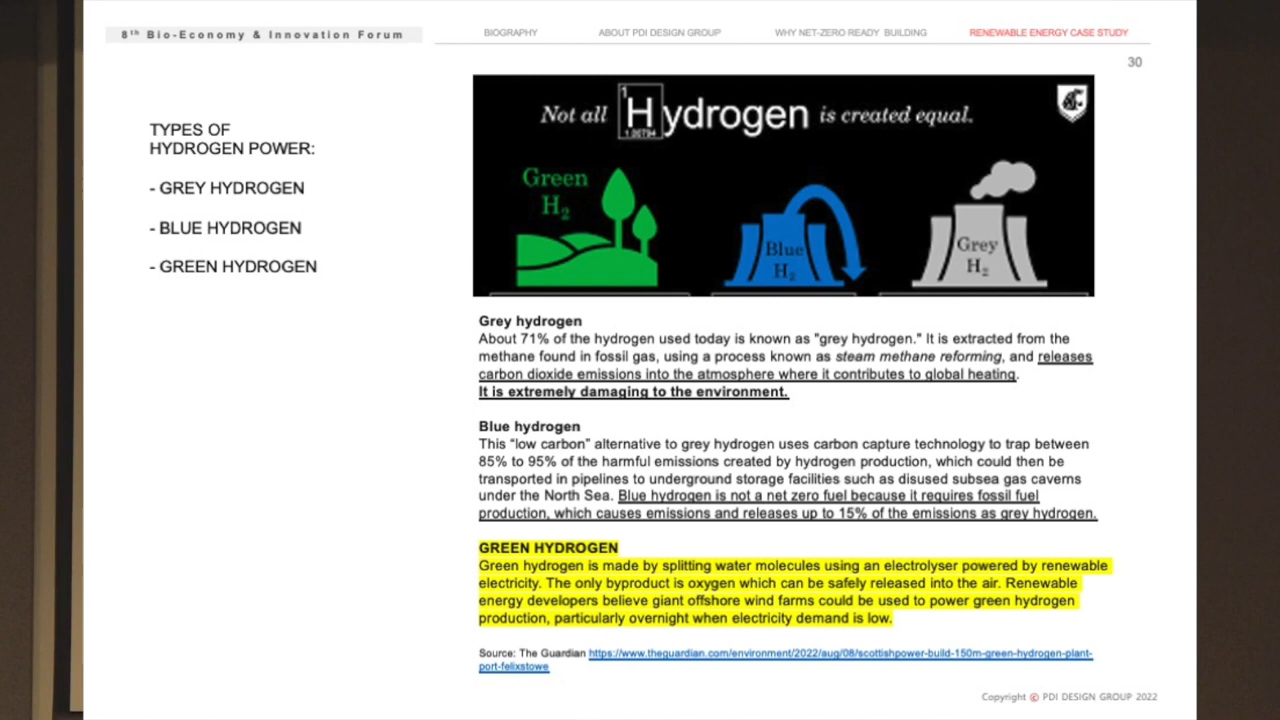 8th Bio-Economy & Innovation Forum
BIOGRAPHY
ABOUT PDI DESIGN GROUP
WHY NET-ZERO READY BUILDING
RENEWABLE ENERGY CASE STUDY
30
TYPES OF
HYDROGEN POWER:
- GREY HYDROGEN
- BLUE HYDROGEN
- GREEN HYDROGEN
Not all Hydrogen is created equal.
1
1.00794
Green
H₂
Blue
H₂
Grey
H₂
Grey hydrogen
About 71% of the hydrogen used today is known as "grey hydrogen." It is extracted from the
methane found in fossil gas, using a process known as steam methane reforming, and releases
carbon dioxide emissions into the atmosphere where it contributes to global heating.
It is extremely damaging to the environment.
Blue hydrogen
This “low carbon” alternative to grey hydrogen uses carbon capture technology to trap between
85% to 95% of the harmful emissions created by hydrogen production, which could then be
transported in pipelines to underground storage facilities such as disused subsea gas caverns
under the North Sea. Blue hydrogen is not a net zero fuel because it requires fossil fuel
production, which causes emissions and releases up to 15% of the emissions as grey hydrogen.
GREEN HYDROGEN
Green hydrogen is made by splitting water molecules using an electrolyser powered by renewable
electricity. The only byproduct is oxygen which can be safely released into the air. Renewable
energy developers believe giant offshore wind farms could be used to power green hydrogen
production, particularly overnight when electricity demand is low.
Source: The Guardian https://www.theguardian.com/environment/2022/aug/08/scottishpower-build-150m-green-hydrogen-plant-
port-felixstowe
Copyright © PDI DESIGN GROUP 2022